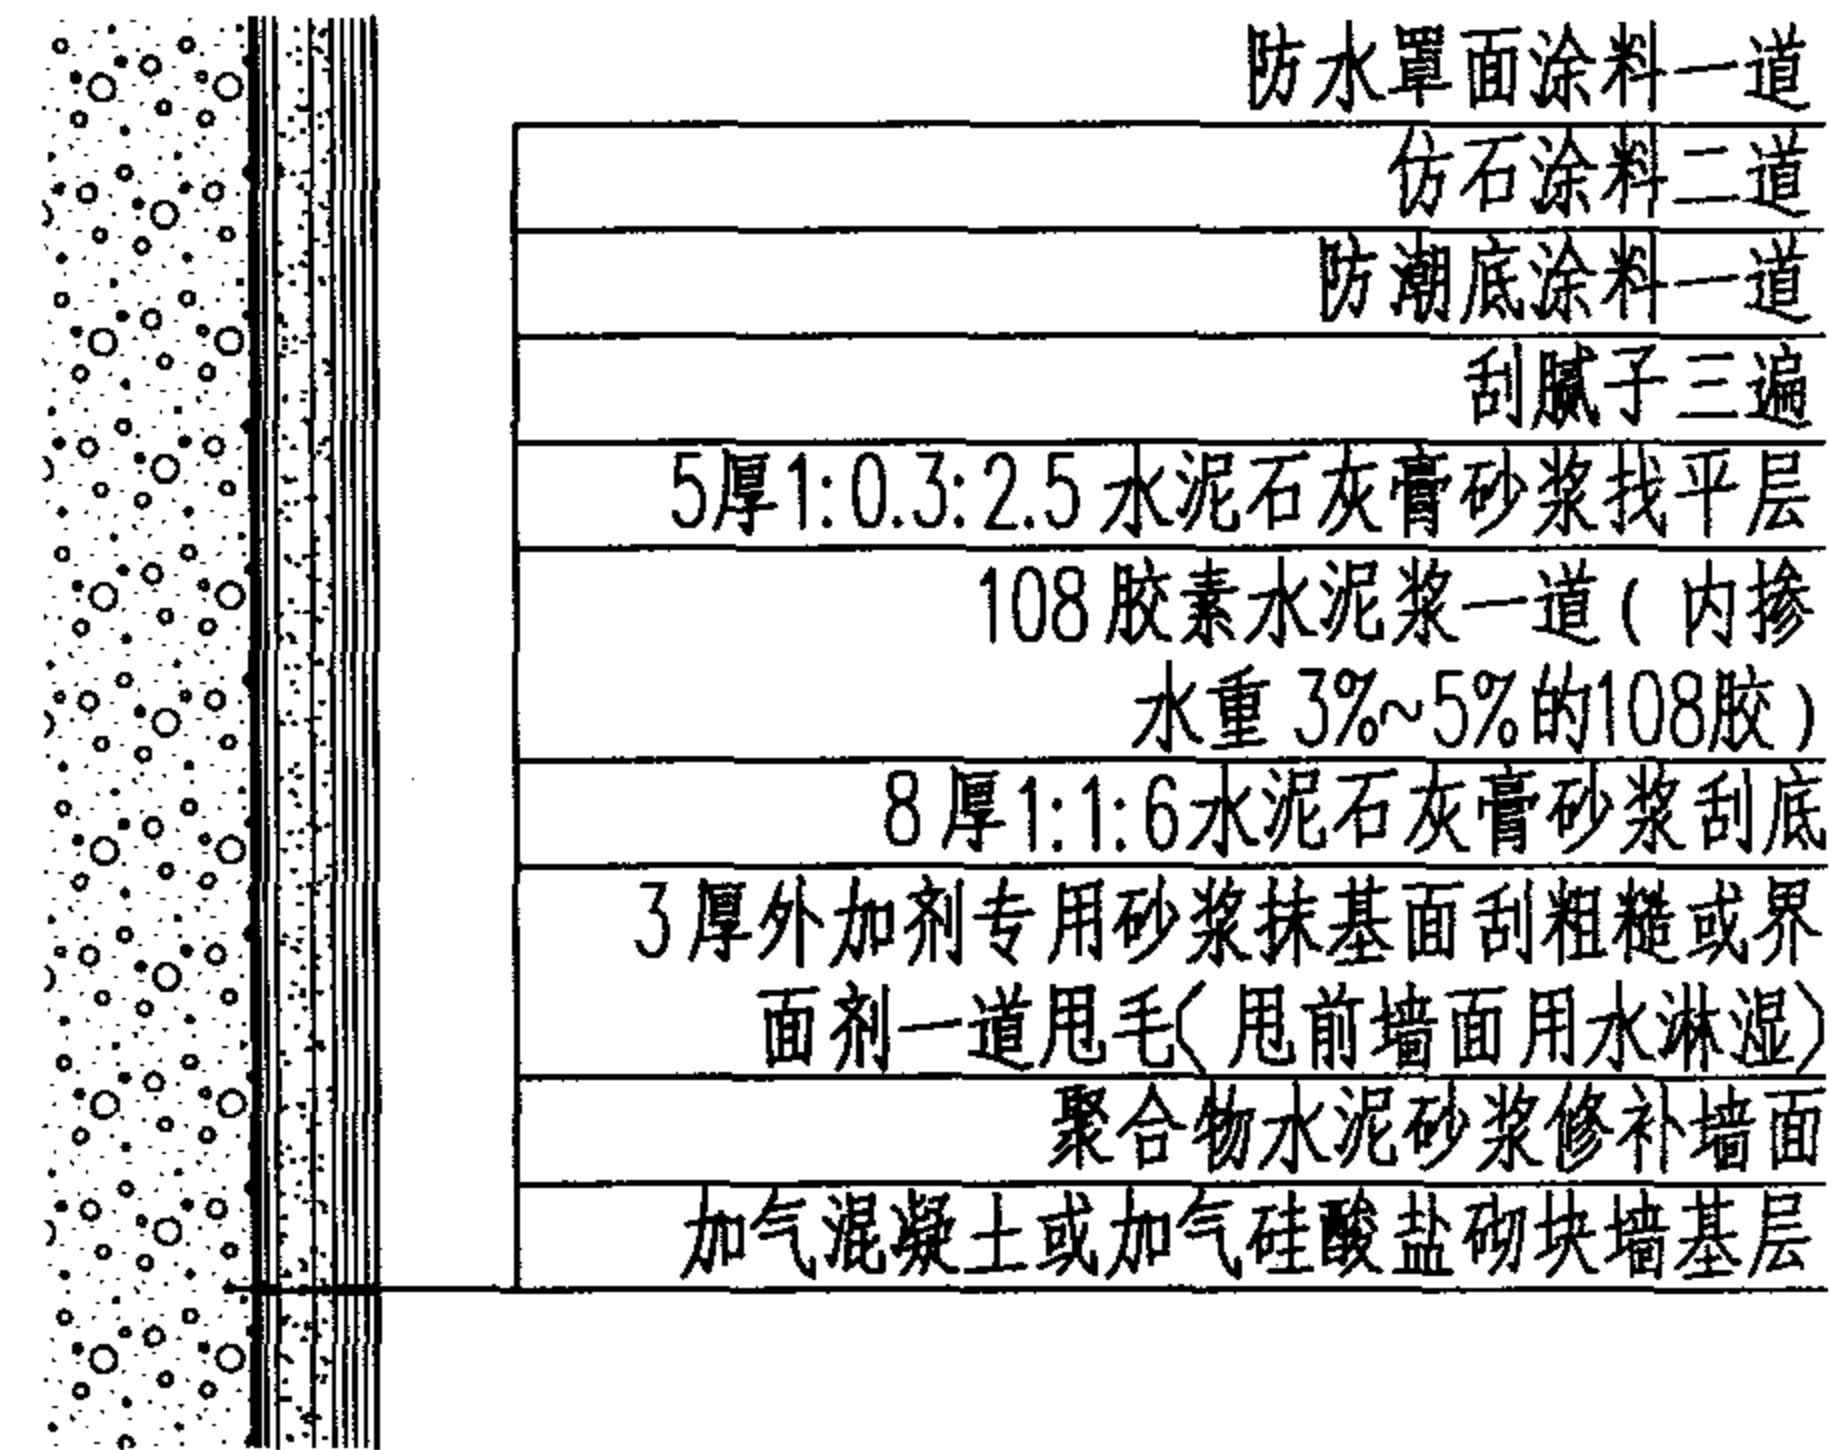 防水罩面涂料一道
仿石涂料二道
防潮底涂料一道
刮腻子三遍
5厚1:0.3:2.5水泥石灰膏砂浆找平层
108胶素水泥浆一道(内掺
水重3%~5%的108胶)
8厚1:1:6水泥石灰膏砂浆刮底
3厚外加剂专用砂浆抹基面刮粗糙或界
面剂一道甩毛(甩前墙面用水淋湿)
聚合物水泥砂浆修补墙面
加气混凝土或加气硅酸盐砌块墙基层